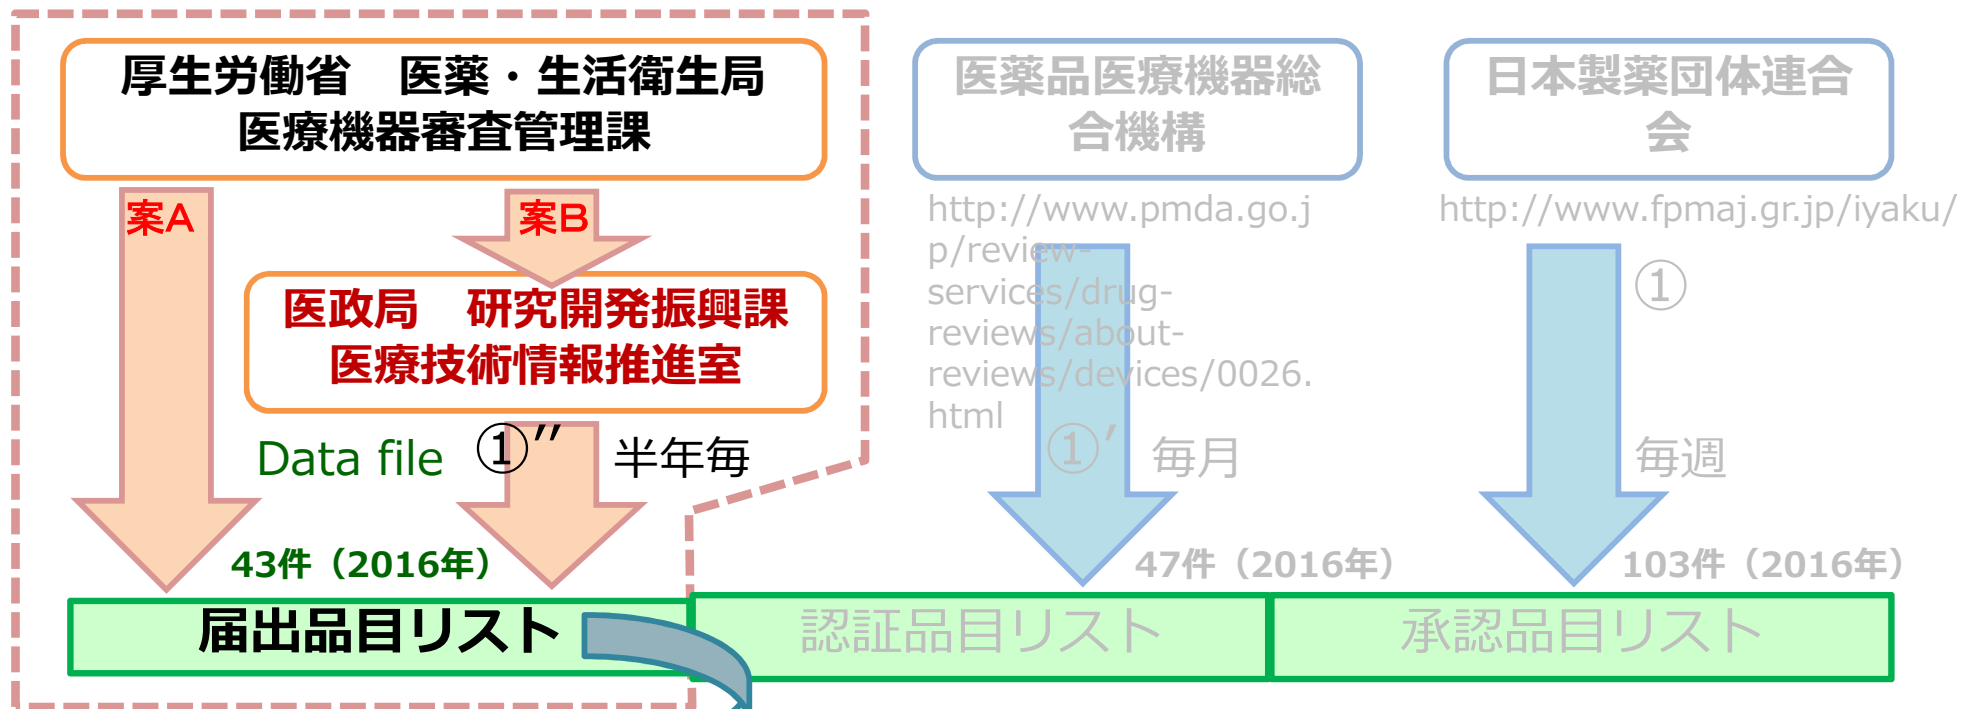 厚生労働省　医薬・生活衛生局
医療機器審査管理課
案A
案B
医政局　研究開発振興課
医療技術情報推進室
Data file
①′′
半年毎
43件（2016年）
届出品目リスト
医薬品医療機器総
合機構
http://www.pmda.go.j
p/review-
services/drug-
reviews/about-
reviews/devices/0026.
html
①′
毎月
47件（2016年）
認証品目リスト
日本製薬団体連合
会
http://www.fpmaj.gr.jp/iyaku/
①
毎週
103件（2016年）
承認品目リスト